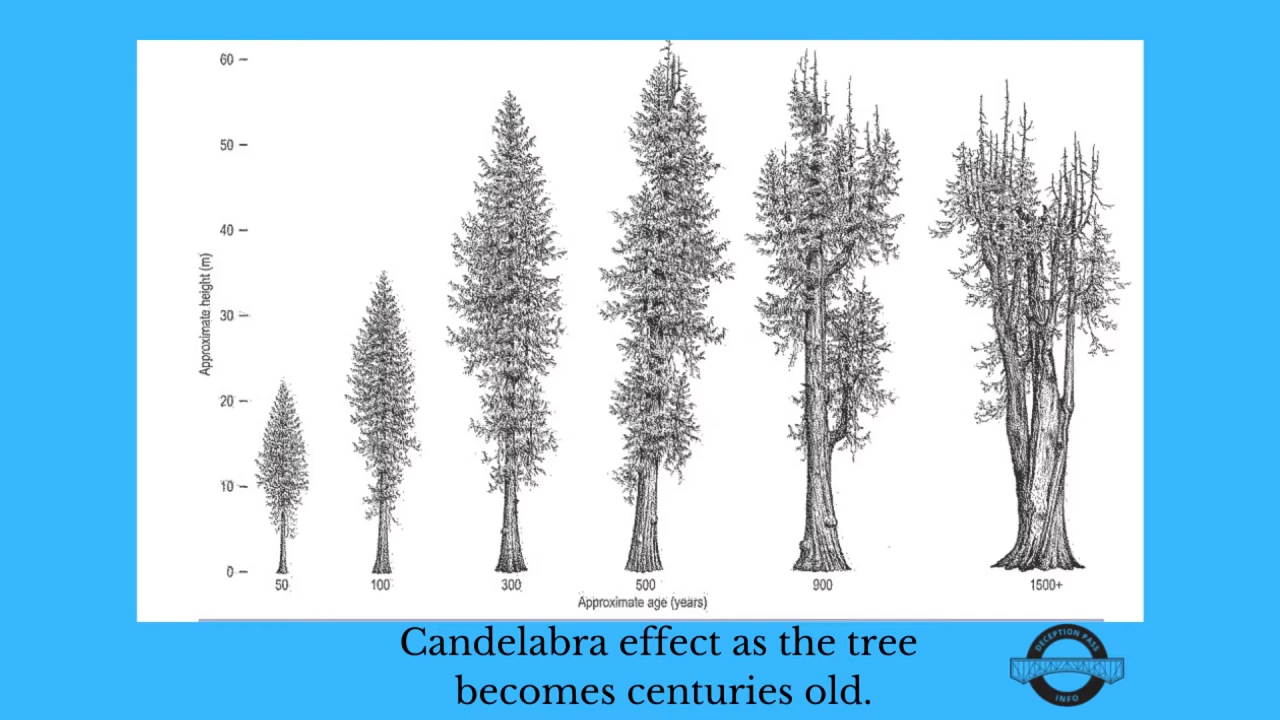 60
50
40
30
20
10
0
Approximate height (m)
50
100
300
500
900
1500+
Approximate age (years)
Candelabra effect as the tree
becomes centuries old.
DECEPTION PASS
INFO